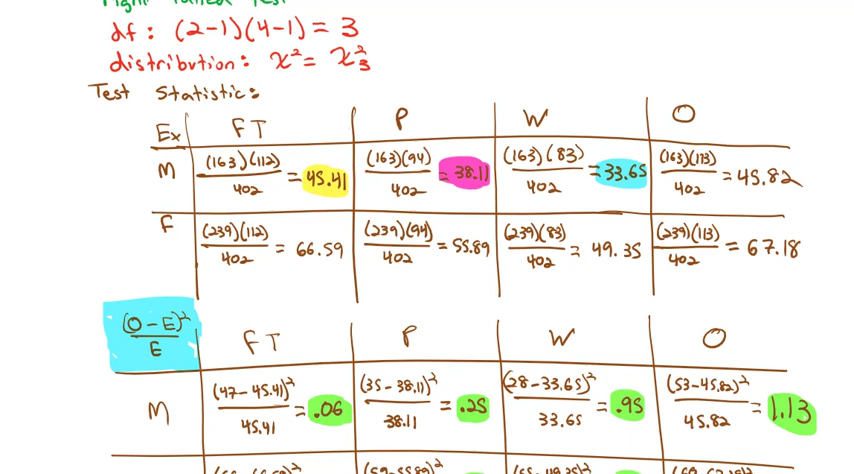 Right Tailed Test
df: (2-1)(4-1) = 3
distribution: χ² = χ²₃
Test Statistic:
Ex FT P W O
M (163)(112)/402 = 45.41 (163)(94)/402 = 38.11 (163)(83)/402 = 33.65 (163)(113)/402 = 45.82
F (239)(112)/402 = 66.59 (239)(94)/402 = 55.89 (239)(83)/402 = 49.35 (239)(113)/402 = 67.18
(O-E)²/E FT P W O
M (47-45.41)²/45.41 = .06 (35-38.11)²/38.11 = .25 (28-33.65)²/33.65 = .95 (53-45.82)²/45.82 = 1.13